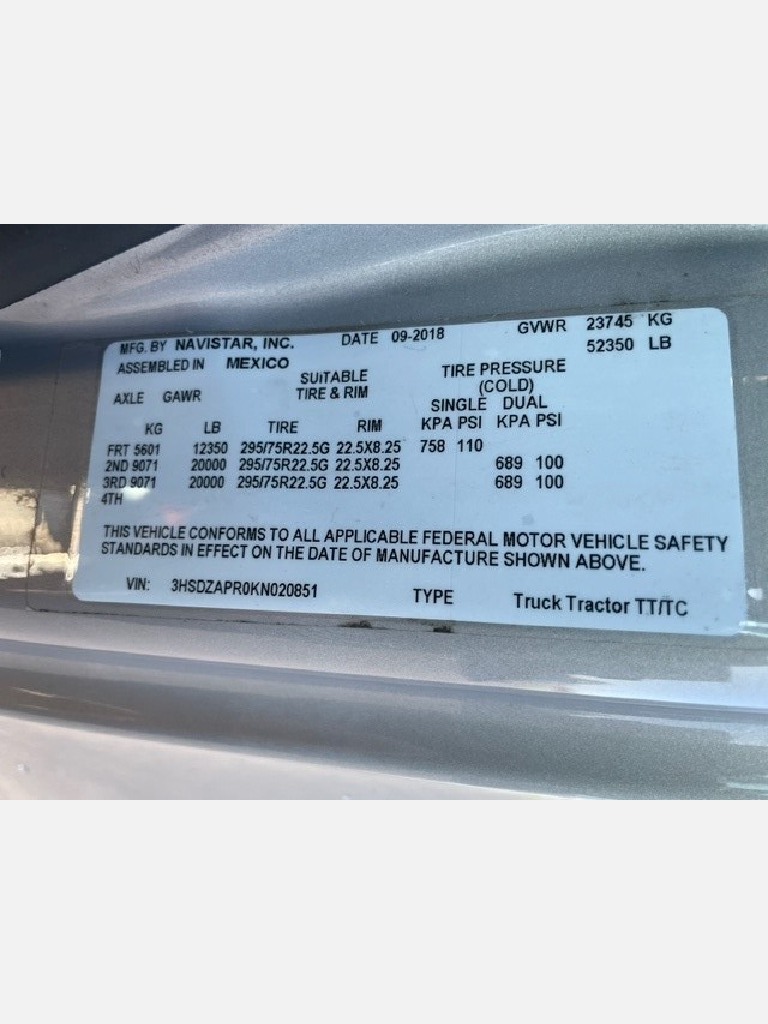 MFG. BY NAVISTAR, INC. DATE 09-2018 GVWR 23745 KG
ASSEMBLED IN MEXICO 52350 LB
SUITABLE TIRE PRESSURE
AXLE GAWR TIRE & RIM (COLD)
SINGLE DUAL
KG LB TIRE RIM KPA PSI KPA PSI
FRT 5601 12350 295/75R22.5G 22.5X8.25 758 110
2ND 9071 20000 295/75R22.5G 22.5X8.25 689 100
3RD 9071 20000 295/75R22.5G 22.5X8.25 689 100
4TH
THIS VEHICLE CONFORMS TO ALL APPLICABLE FEDERAL MOTOR VEHICLE SAFETY
STANDARDS IN EFFECT ON THE DATE OF MANUFACTURE SHOWN ABOVE.
VIN: 3HSDZAPR0KN020851 TYPE Truck Tractor TT/TC